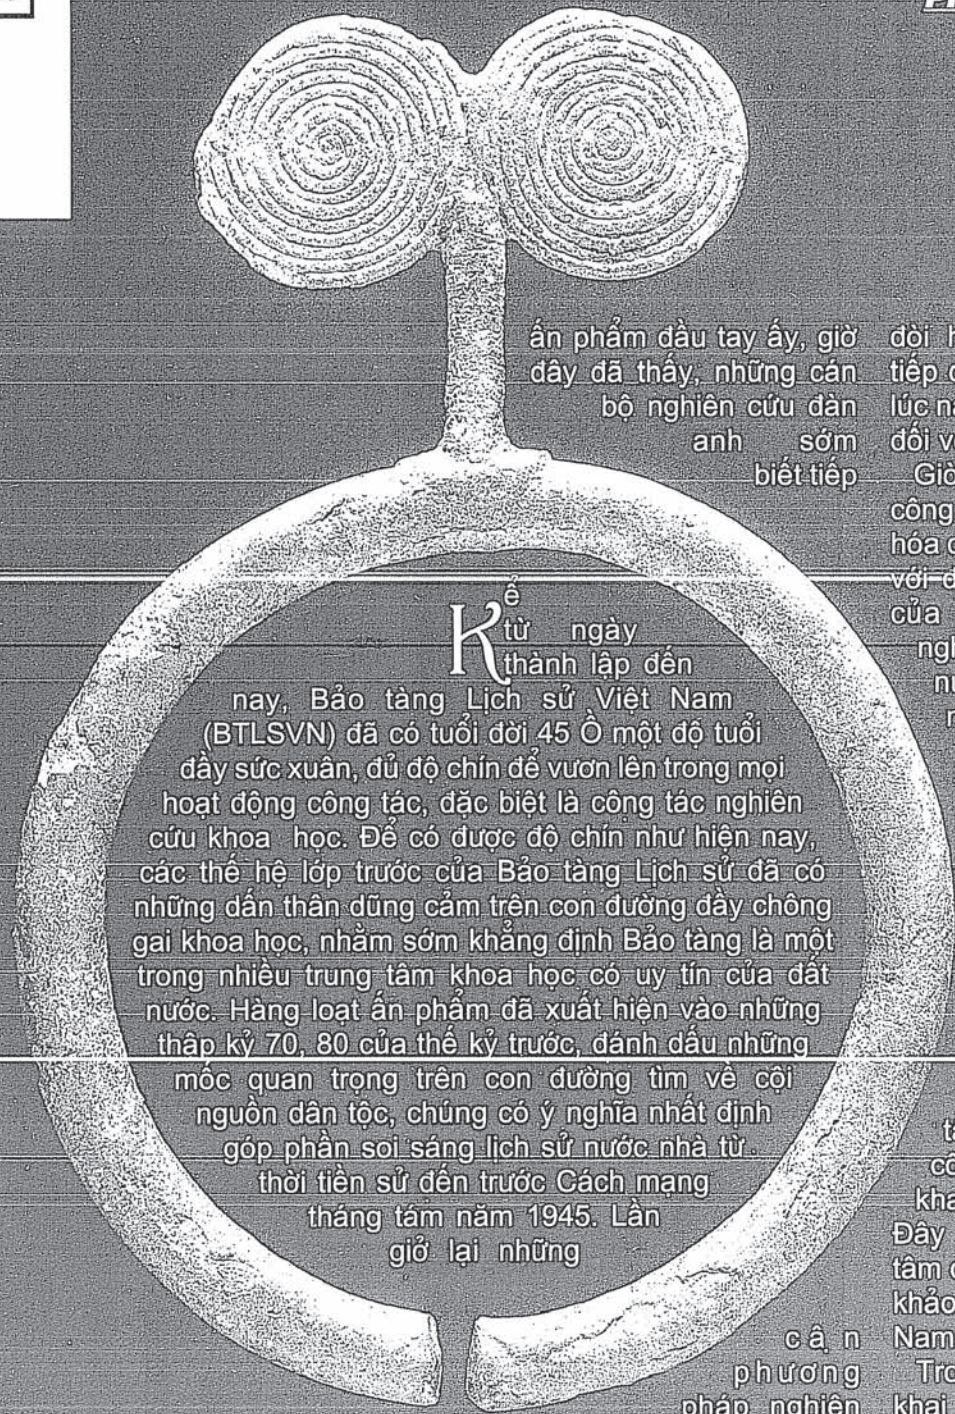 Kể
từ ngày
thành lập đến
nay, Bảo tàng Lịch sử Việt Nam
(BTLSVN) đã có tuổi đời 45 Ồ một độ tuổi
đầy sức xuân, đủ độ chín để vươn lên trong mọi
hoạt động công tác, đặc biệt là công tác nghiên
cứu khoa học. Để có được độ chín như hiện nay,
các thế hệ lớp trước của Bảo tàng Lịch sử đã có
những dấn thân dũng cảm trên con đường đầy chông
gai khoa học, nhằm sớm khẳng định Bảo tàng là một
trong nhiều trung tâm khoa học có uy tín của đất
nước. Hàng loạt ấn phẩm đã xuất hiện vào những
thập kỷ 70, 80 của thế kỷ trước, đánh dấu những
mốc quan trọng trên con đường tìm về cội
nguồn dân tộc, chúng có ý nghĩa nhất định
góp phần soi sáng lịch sử nước nhà từ
thời tiền sử đến trước Cách mạng
tháng tám năm 1945. Lần
giở lại những
ấn phẩm đầu tay ấy, giờ
đây đã thấy, những cán
bộ nghiên cứu đàn
anh sớm
biết tiếp
cận
phương
pháp nghiên
đòi
tiếp
lúc
đối
Giờ
công
hóa
với
của
Đây
tâm
khảo
Nam
khai